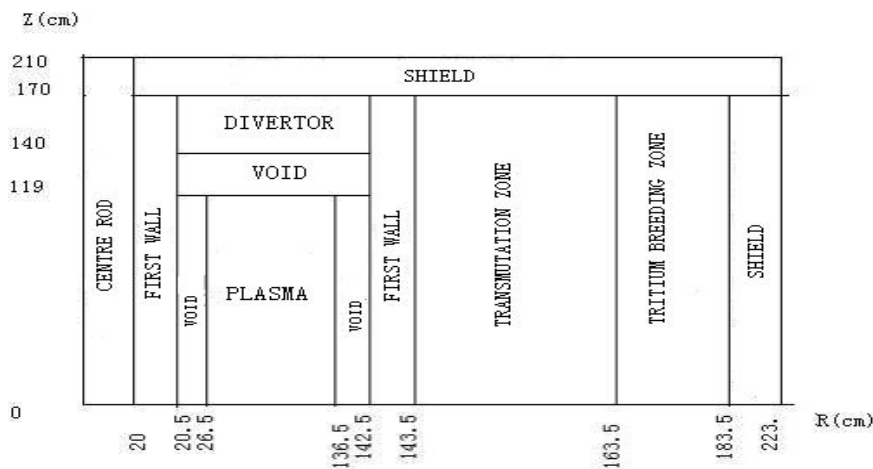 Z(cm)
210
SHIELD
170
DIVERTOR
140
VOID
119
CENTRE ROD
FIRST WALL
VOID
PLASMA
VOID
FIRST WALL
TRANSMUTATION ZONE
TRITIUM BREEDING ZONE
SHIELD
0
R(cm)
20
20.5
26.5
136.5
142.5
143.5
163.5
183.5
223.